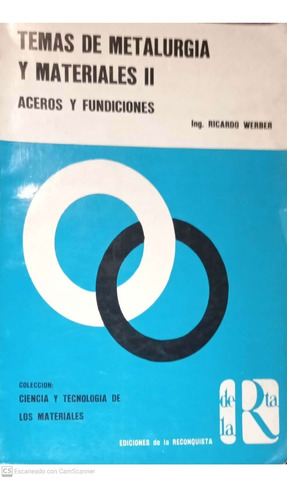 TEMAS DE METALURGIA
Y MATERIALES II
ACEROS Y FUNDICIONES
Ing. RICARDO WERBER
COLECCION:
CIENCIA Y TECNOLOGIA DE
LOS MATERIALES
de
la
R
ta
EDICIONES de la RECONQUISTA
CS Escaneado con CamScanner